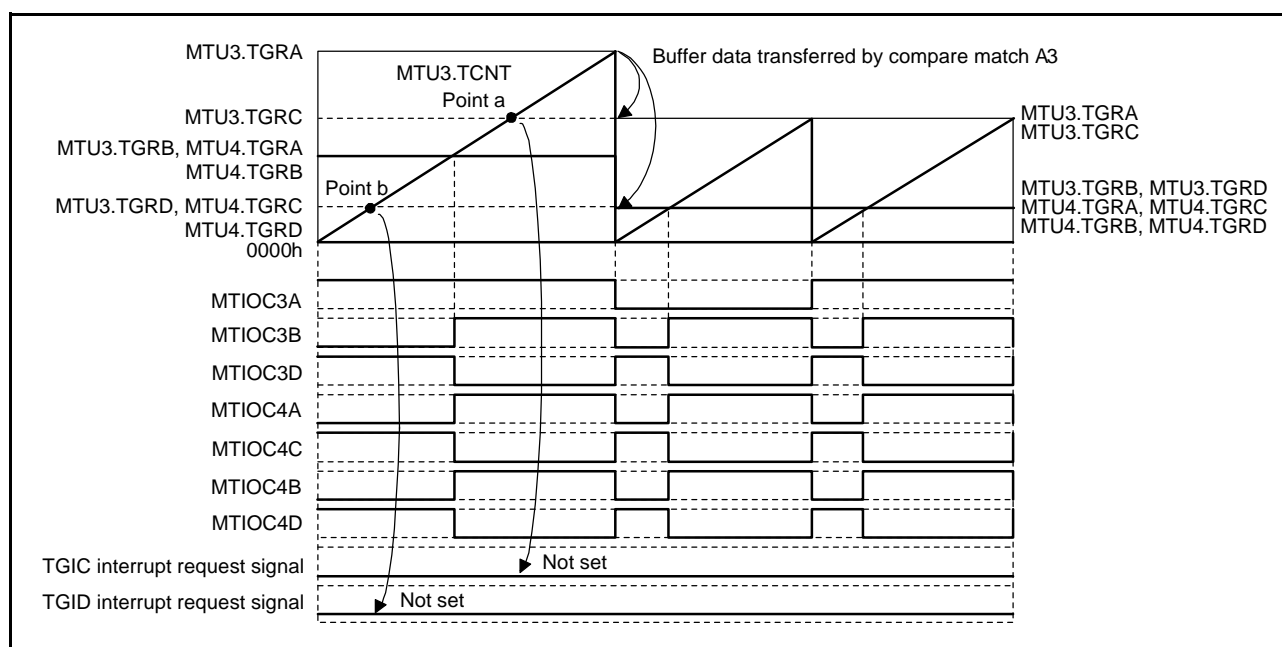 MTU3.TGRA
Buffer data transferred by compare match A3
MTU3.TCNT
Point a
MTU3.TGRC
MTU3.TGRA
MTU3.TGRC
MTU3.TGRB, MTU4.TGRA
MTU4.TGRB
Point b
MTU3.TGRD, MTU4.TGRC
MTU4.TGRD
0000h
MTU3.TGRB, MTU3.TGRD
MTU4.TGRA, MTU4.TGRC
MTU4.TGRB, MTU4.TGRD
MTIOC3A
MTIOC3B
MTIOC3D
MTIOC4A
MTIOC4C
MTIOC4B
MTIOC4D
TGIC interrupt request signal
Not set
TGID interrupt request signal
Not set